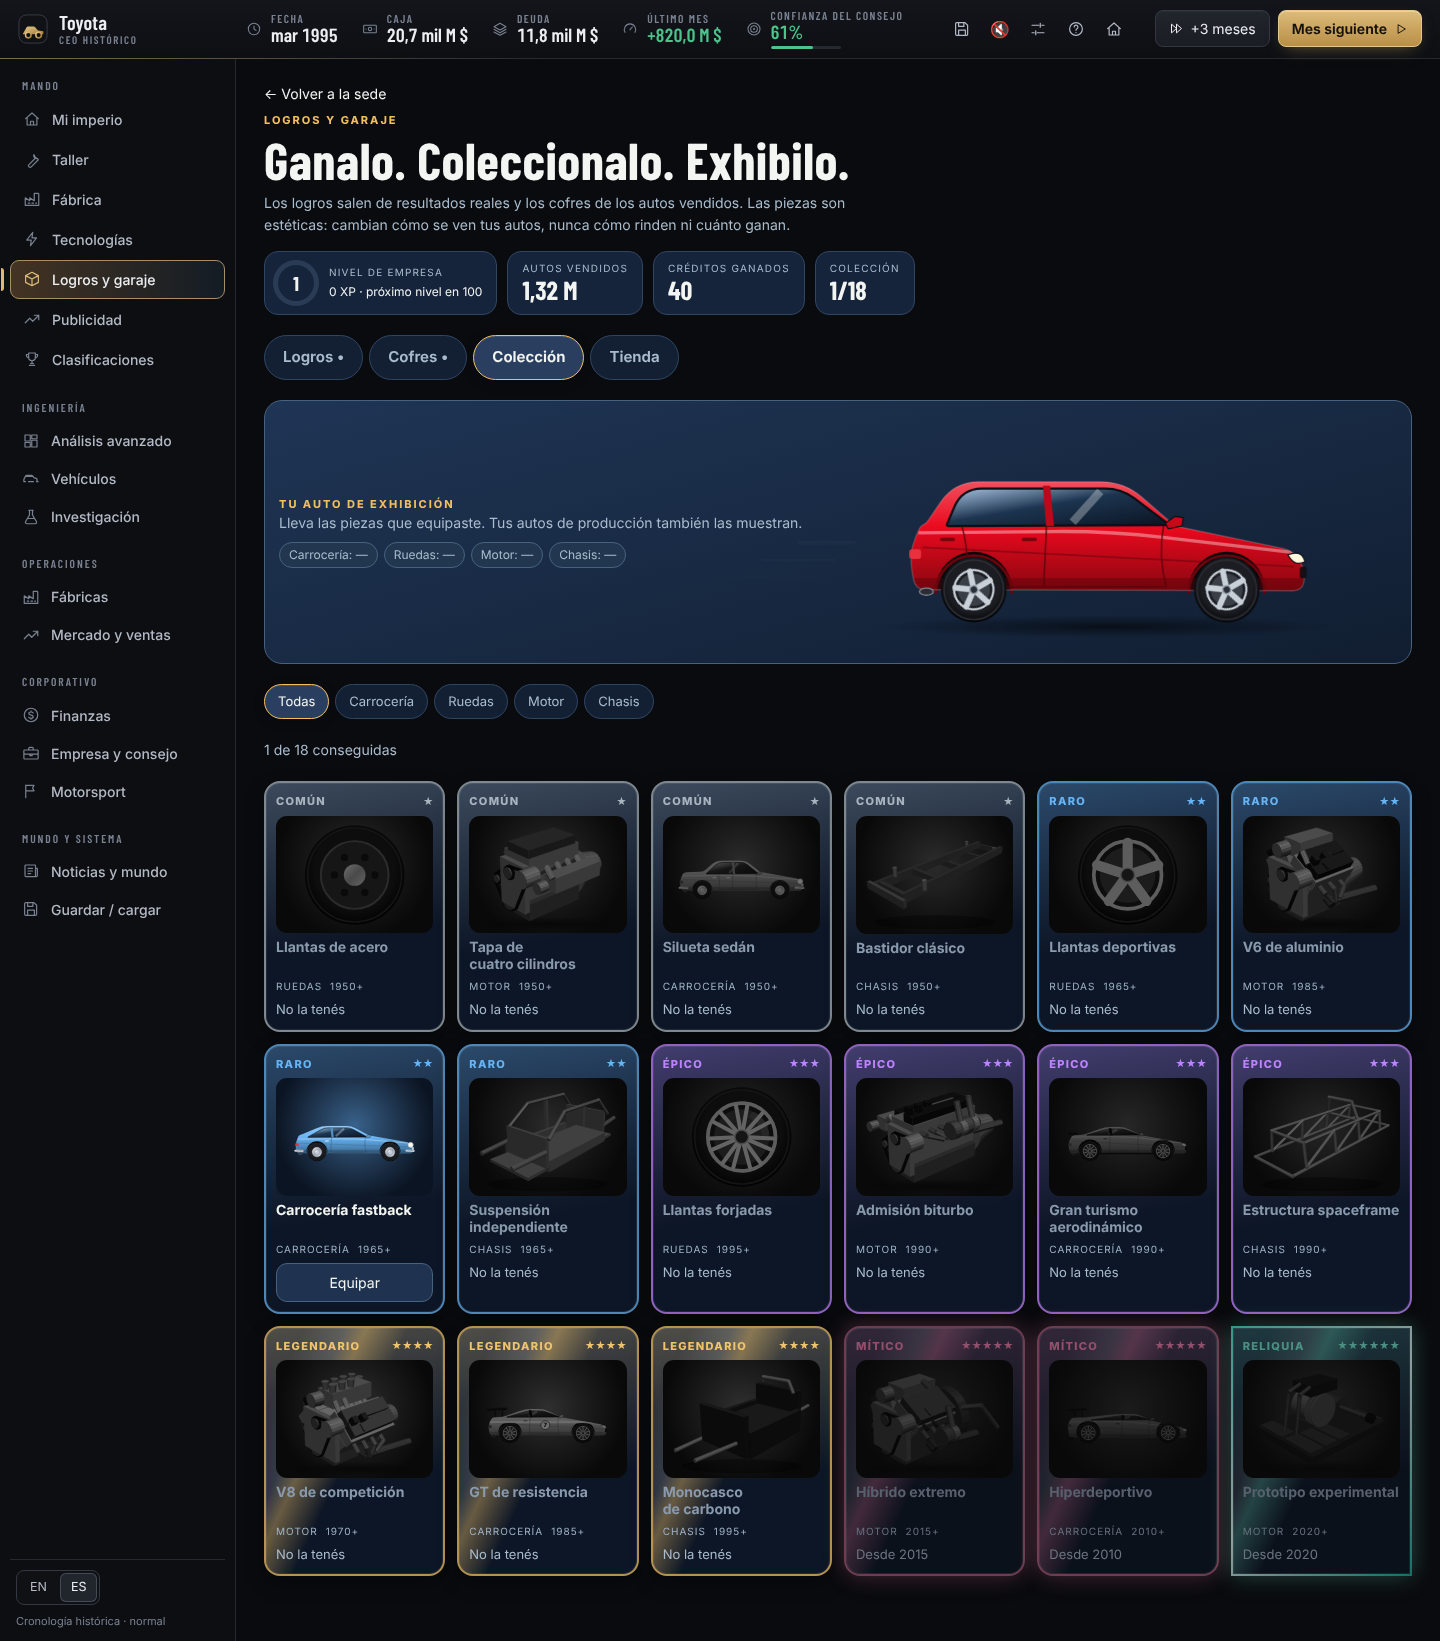 Toyota
CEO HISTÓRICO
FECHA
mar 1995
CAJA
20,7 mil M $
DEUDA
11,8 mil M $
ÚLTIMO MES
+820,0 M $
CONFIANZA DEL CONSEJO
61%
+3 meses
Mes siguiente
MANDO
Mi imperio
Taller
Fábrica
Tecnologías
Logros y garaje
Publicidad
Clasificaciones
INGENIERÍA
Análisis avanzado
Vehículos
Investigación
OPERACIONES
Fábricas
Mercado y ventas
CORPORATIVO
Finanzas
Empresa y consejo
Motorsport
MUNDO Y SISTEMA
Noticias y mundo
Guardar / cargar
EN
ES
Cronología histórica · normal
← Volver a la sede
LOGROS Y GARAJE
Ganalo. Coleccionalo. Exhibilo.
Los logros salen de resultados reales y los cofres de los autos vendidos. Las piezas son
estéticas: cambian cómo se ven tus autos, nunca cómo rinden ni cuánto ganan.
1
NIVEL DE EMPRESA
0 XP · próximo nivel en 100
AUTOS VENDIDOS
1,32 M
CRÉDITOS GANADOS
40
COLECCIÓN
1/18
Logros •
Cofres •
Colección
Tienda
TU AUTO DE EXHIBICIÓN
Lleva las piezas que equipaste. Tus autos de producción también las muestran.
Carrocería: —
Ruedas: —
Motor: —
Chasis: —
Todas
Carrocería
Ruedas
Motor
Chasis
1 de 18 conseguidas
COMÚN ★
Llantas de acero
RUEDAS 1950+
No la tenés
COMÚN ★
Tapa de
cuatro cilindros
MOTOR 1950+
No la tenés
COMÚN ★
Silueta sedán
CARROCERÍA 1950+
No la tenés
COMÚN ★
Bastidor clásico
CHASIS 1950+
No la tenés
RARO ★★
Llantas deportivas
RUEDAS 1965+
No la tenés
RARO ★★
V6 de aluminio
MOTOR 1985+
No la tenés
RARO ★★
Carrocería fastback
CARROCERÍA 1965+
Equipar
RARO ★★
Suspensión
independiente
CHASIS 1965+
No la tenés
ÉPICO ★★★
Llantas forjadas
RUEDAS 1995+
No la tenés
ÉPICO ★★★
Admisión biturbo
MOTOR 1990+
No la tenés
ÉPICO ★★★
Gran turismo
aerodinámico
CARROCERÍA 1990+
No la tenés
ÉPICO ★★★
Estructura spaceframe
CHASIS 1990+
No la tenés
LEGENDARIO ★★★★
V8 de competición
MOTOR 1970+
No la tenés
LEGENDARIO ★★★★
GT de resistencia
CARROCERÍA 1985+
No la tenés
LEGENDARIO ★★★★
Monocasco
de carbono
CHASIS 1995+
No la tenés
MÍTICO ★★★★★
Híbrido extremo
MOTOR 2015+
Desde 2015
MÍTICO ★★★★★
Hiperdeportivo
CARROCERÍA 2010+
Desde 2010
RELIQUIA ★★★★★★
Prototipo experimental
MOTOR 2020+
Desde 2020